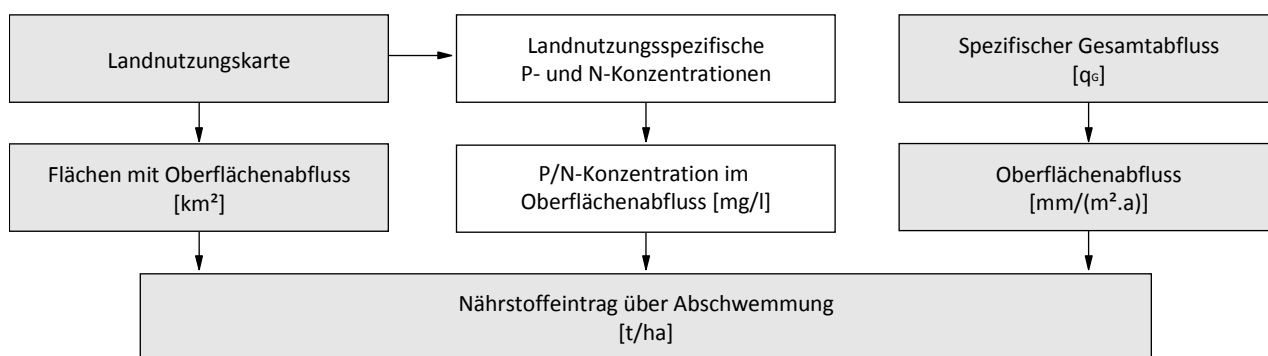 Landnutzungskarte
Landnutzungsspezifische
P- und N-Konzentrationen
Spezifischer Gesamtabfluss
[qG]
Flächen mit Oberflächenabfluss
[km²]
P/N-Konzentration im
Oberflächenabfluss [mg/l]
Oberflächenabfluss
[mm/(m².a)]
Nährstoffeintrag über Abschwemmung
[t/ha]